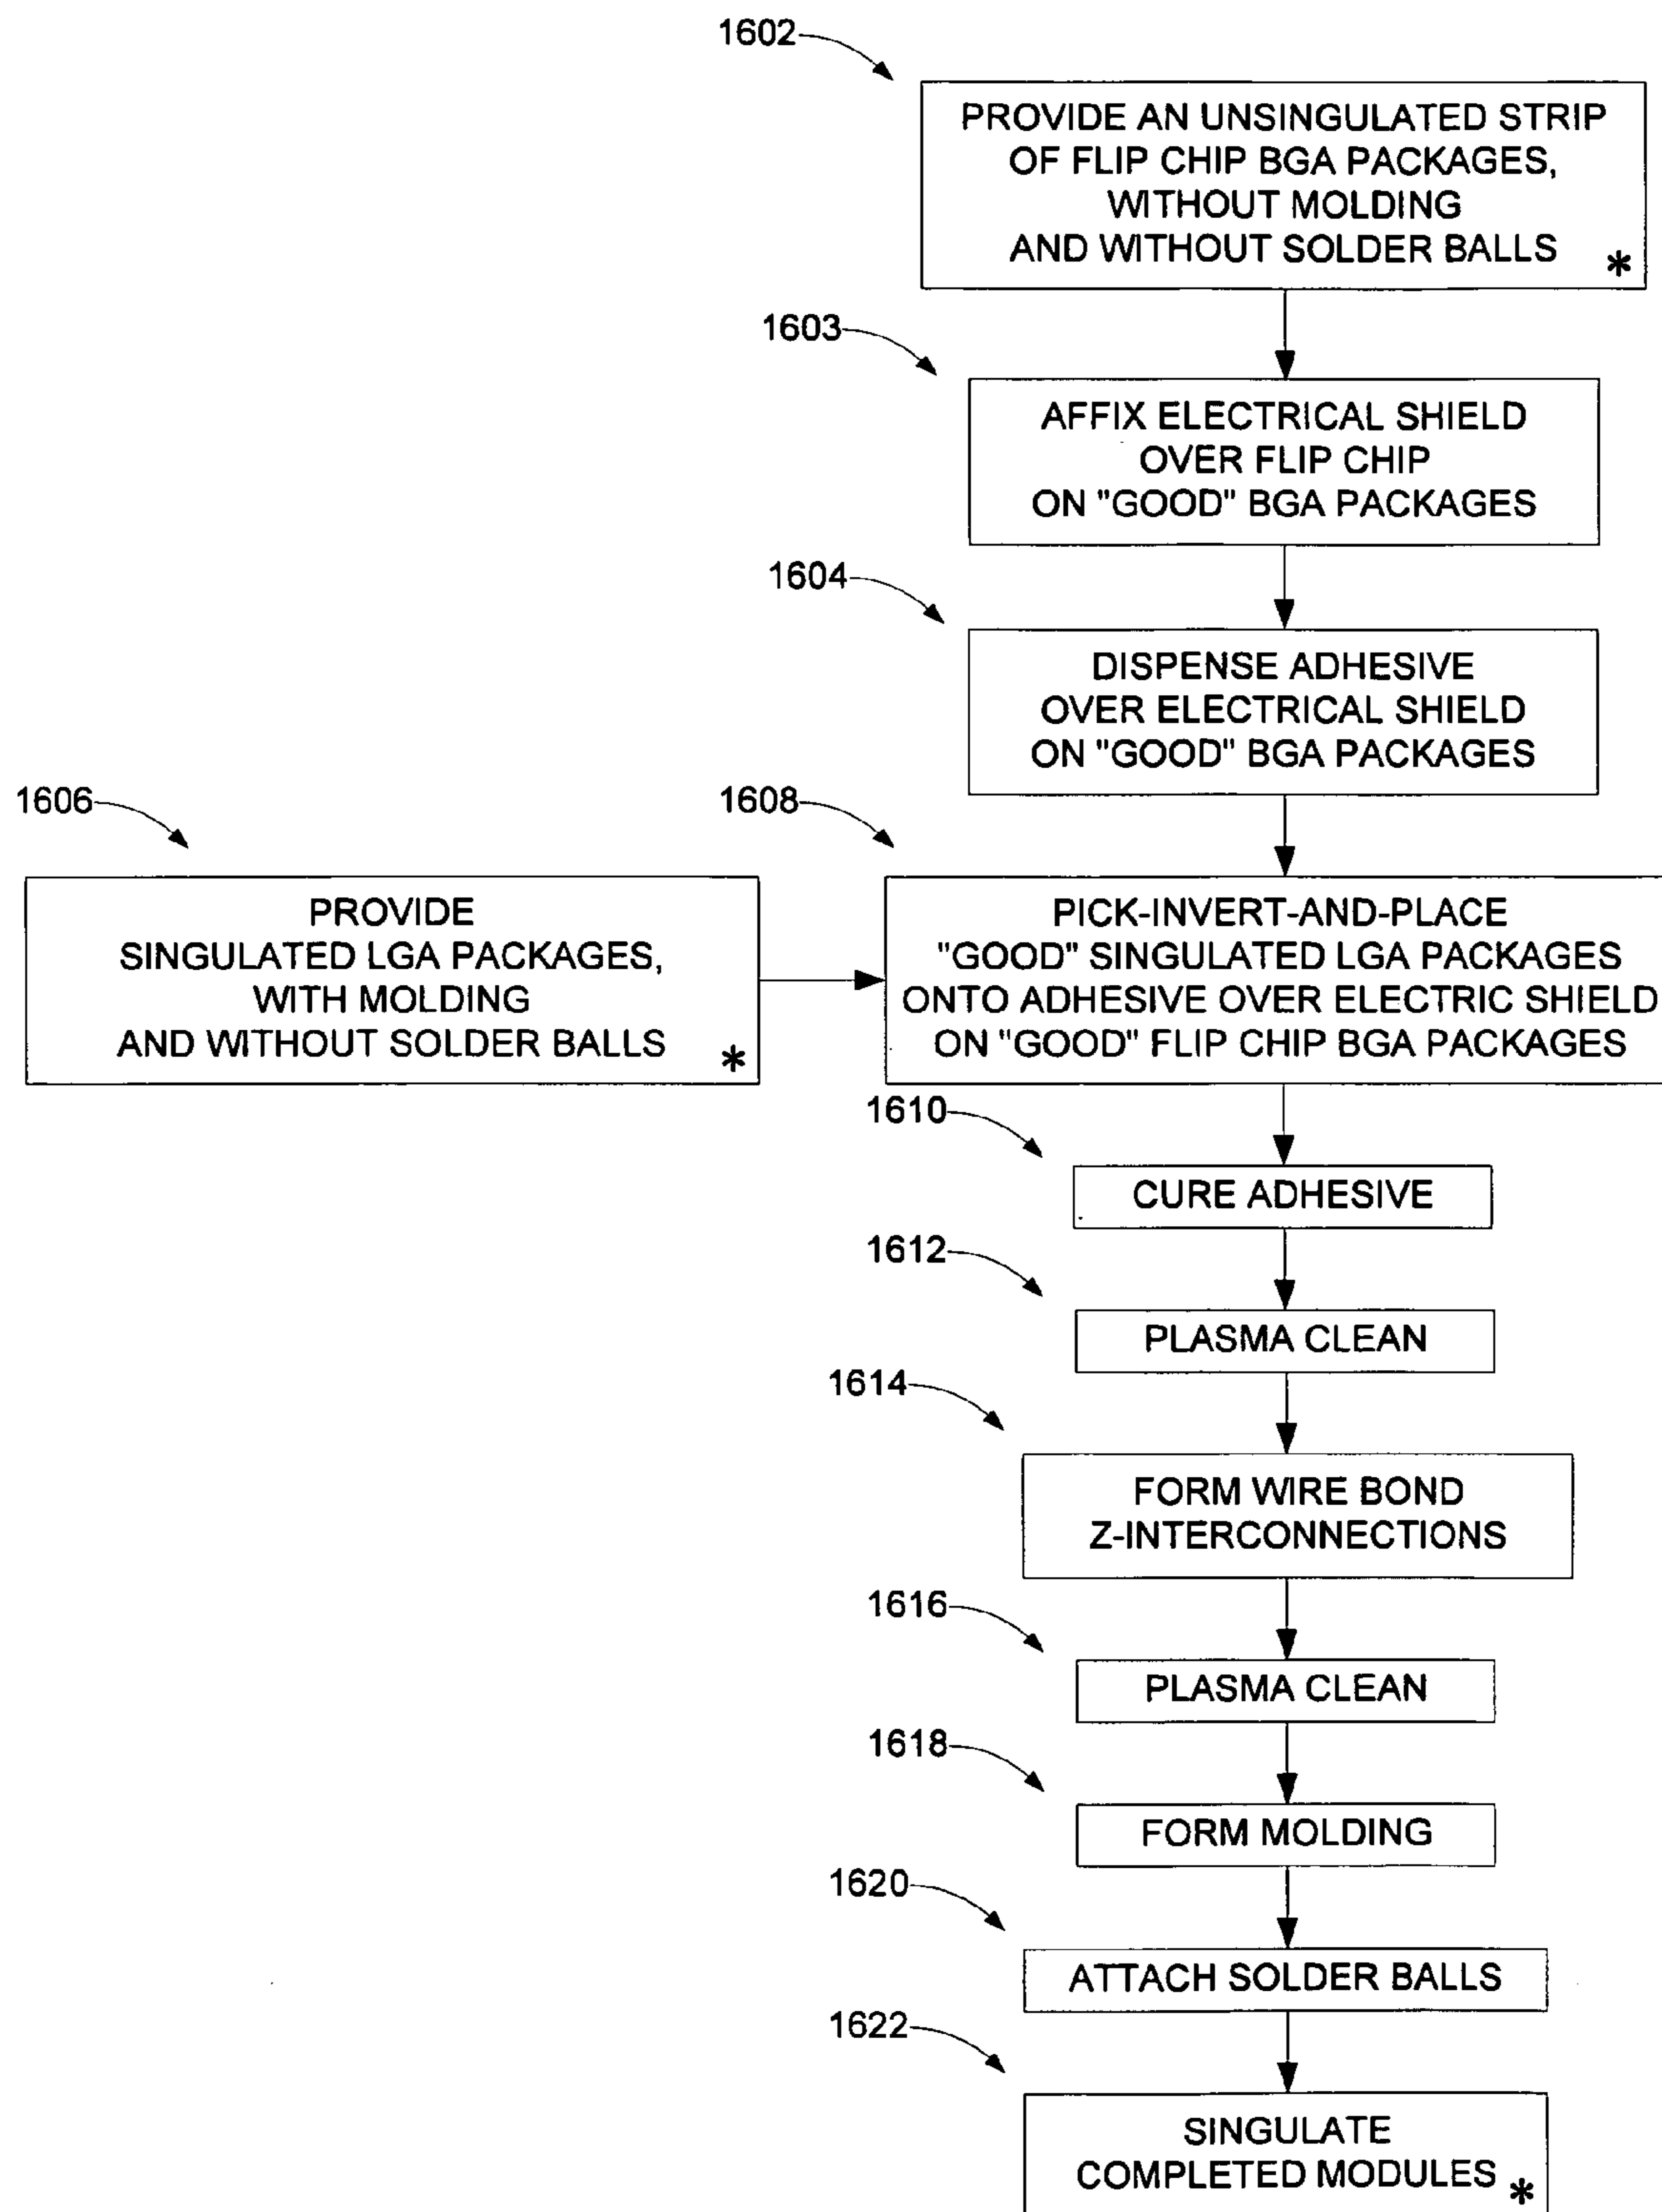 1602
PROVIDE AN UNSINGULATED STRIP
OF FLIP CHIP BGA PACKAGES,
WITHOUT MOLDING
AND WITHOUT SOLDER BALLS *
1603
AFFIX ELECTRICAL SHIELD
OVER FLIP CHIP
ON "GOOD" BGA PACKAGES
1604
DISPENSE ADHESIVE
OVER ELECTRICAL SHIELD
ON "GOOD" BGA PACKAGES
1606
PROVIDE
SINGULATED LGA PACKAGES,
WITH MOLDING
AND WITHOUT SOLDER BALLS *
1608
PICK-INVERT-AND-PLACE
"GOOD" SINGULATED LGA PACKAGES
ONTO ADHESIVE OVER ELECTRIC SHIELD
ON "GOOD" FLIP CHIP BGA PACKAGES
1610
CURE ADHESIVE
1612
PLASMA CLEAN
1614
FORM WIRE BOND
Z-INTERCONNECTIONS
1616
PLASMA CLEAN
1618
FORM MOLDING
1620
ATTACH SOLDER BALLS
1622
SINGULATE
COMPLETED MODULES *